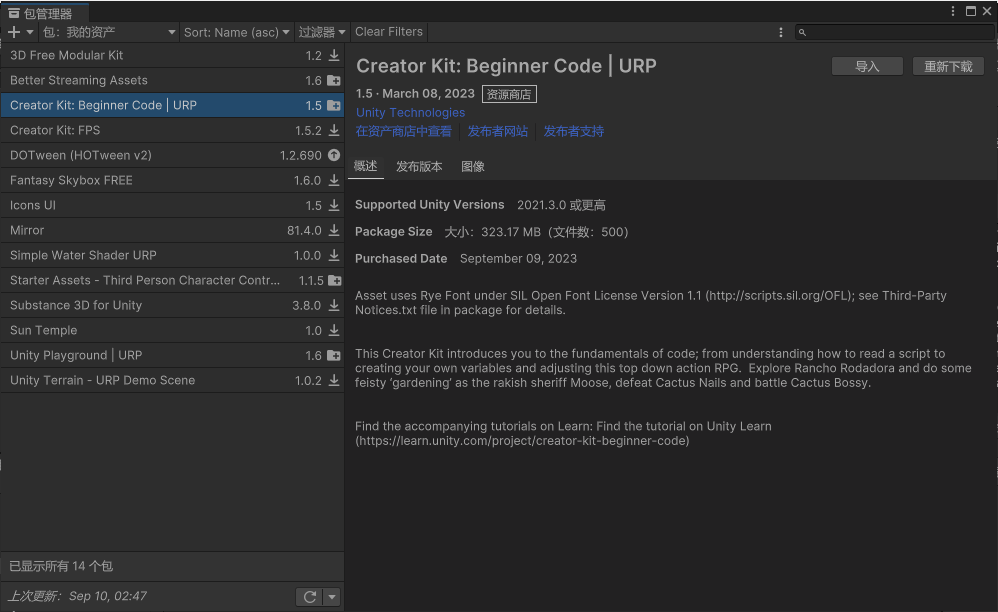 包管理器
包：我的资产
Sort: Name (asc)
过滤器
Clear Filters
3D Free Modular Kit 1.2
Better Streaming Assets 1.6
Creator Kit: Beginner Code | URP 1.5
Creator Kit: FPS 1.5.2
DOTween (HOTween v2) 1.2.690
Fantasy Skybox FREE 1.6.0
Icons UI 1.5
Mirror 81.4.0
Simple Water Shader URP 1.0.0
Starter Assets - Third Person Character Contr... 1.1.5
Substance 3D for Unity 3.8.0
Sun Temple 1.0
Unity Playground | URP 1.6
Unity Terrain - URP Demo Scene 1.0.2
已显示所有 14 个包
上次更新：Sep 10, 02:47
Creator Kit: Beginner Code | URP
导入
重新下载
1.5 · March 08, 2023 资源商店
Unity Technologies
在资产商店中查看 发布者网站 发布者支持
概述 发布版本 图像
Supported Unity Versions 2021.3.0 或更高
Package Size 大小：323.17 MB（文件数：500）
Purchased Date September 09, 2023
Asset uses Rye Font under SIL Open Font License Version 1.1 (http://scripts.sil.org/OFL); see Third-Party
Notices.txt file in package for details.
This Creator Kit introduces you to the fundamentals of code; from understanding how to read a script to
creating your own variables and adjusting this top down action RPG. Explore Rancho Rodadora and do some
feisty ‘gardening’ as the rakish sheriff Moose, defeat Cactus Nails and battle Cactus Bossy.
Find the accompanying tutorials on Learn: Find the tutorial on Unity Learn
(https://learn.unity.com/project/creator-kit-beginner-code)